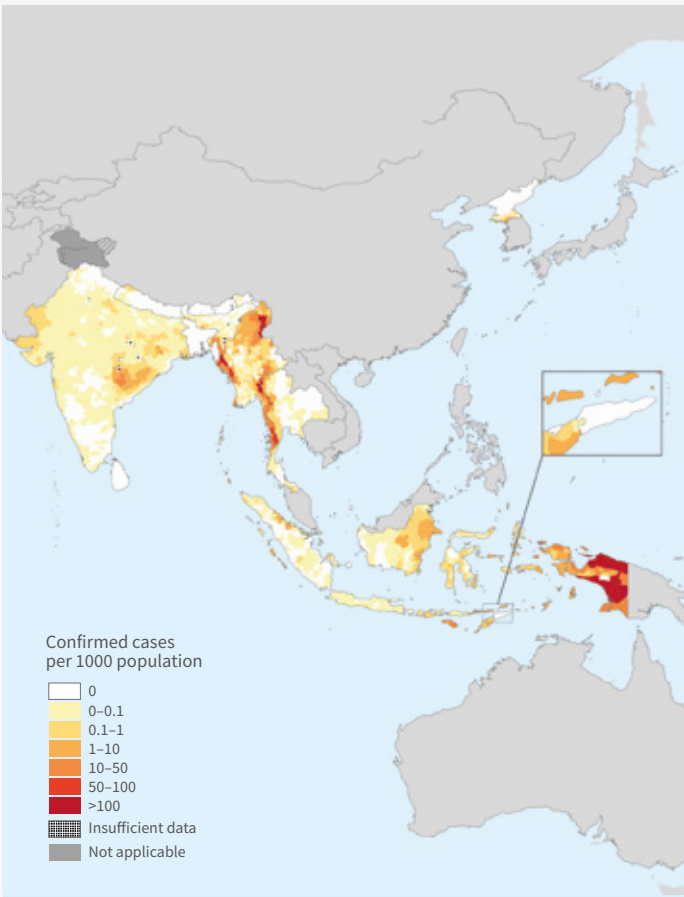 Confirmed cases
per 1000 population
0
0–0.1
0.1–1
1–10
10–50
50–100
>100
Insufficient data
Not applicable